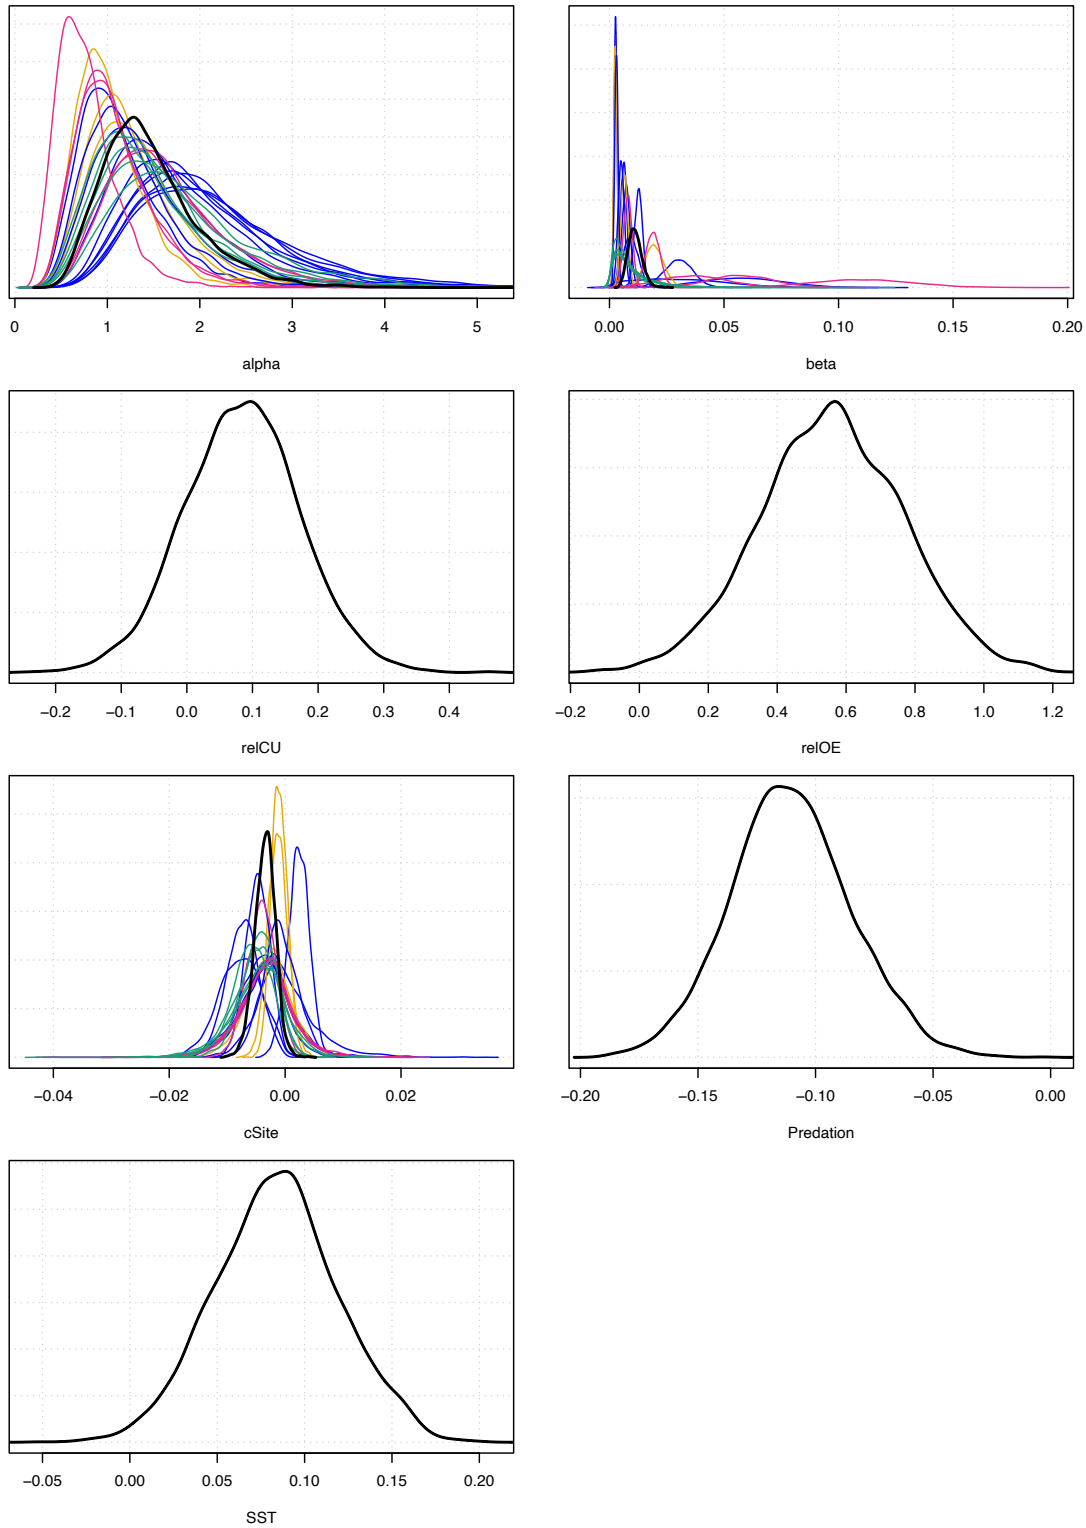 0 1 2 3 4 5
alpha
0.00 0.05 0.10 0.15 0.20
beta
−0.2 −0.1 0.0 0.1 0.2 0.3 0.4
relCU
−0.2 0.0 0.2 0.4 0.6 0.8 1.0 1.2
relOE
−0.04 −0.02 0.00 0.02
cSite
−0.20 −0.15 −0.10 −0.05 0.00
Predation
−0.05 0.00 0.05 0.10 0.15 0.20
SST